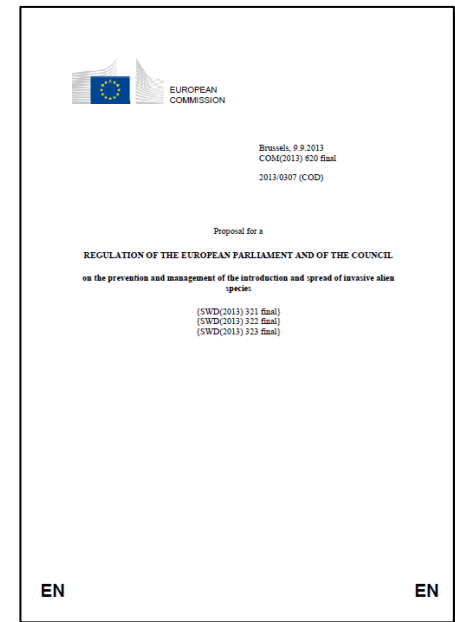 EUROPEAN
COMMISSION
Brussels, 9.9.2013
COM(2013) 620 final
2013/0307 (COD)
Proposal for a
REGULATION OF THE EUROPEAN PARLIAMENT AND OF THE COUNCIL
on the prevention and management of the introduction and spread of invasive alien
species
{SWD(2013) 321 final}
{SWD(2013) 322 final}
{SWD(2013) 323 final}
EN EN